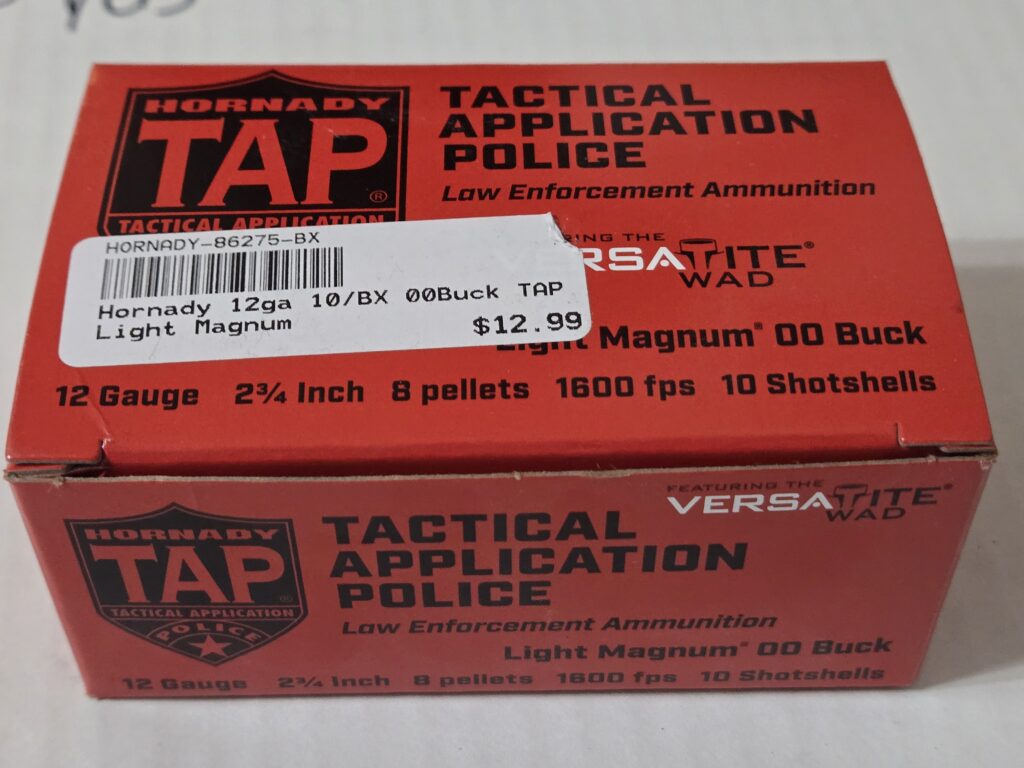 HORNADY
TAP®
TACTICAL APPLICATION
TACTICAL
APPLICATION
POLICE
Law Enforcement Ammunition
HORNADY-86275-BX
Hornady 12ga 10/BX 00Buck TAP
Light Magnum
$12.99
THE
VERSATITE®
WAD
Light Magnum® 00 Buck
12 Gauge 2¾ Inch 8 pellets 1600 fps 10 Shotshells
HORNADY
TAP®
TACTICAL APPLICATION
POLICE
TACTICAL
APPLICATION
POLICE
Law Enforcement Ammunition
FEATURING THE
VERSATITE®
WAD
Light Magnum® 00 Buck
12 Gauge 2¾ Inch 8 pellets 1600 fps 10 Shotshells